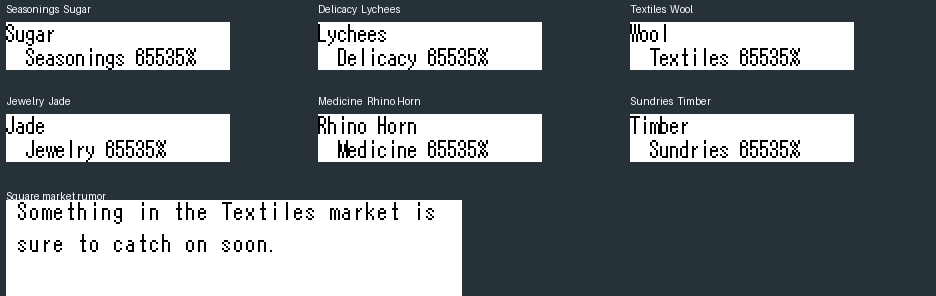 Seasonings Sugar
Delicacy Lychees
Textiles Wool
Sugar
Seasonings 65535%
Lychees
Delicacy 65535%
Wool
Textiles 65535%
Jewelry Jade
Medicine Rhino Horn
Sundries Timber
Jade
Jewelry 65535%
Rhino Horn
Medicine 65535%
Timber
Sundries 65535%
Square market rumor
Something in the Textiles market is
sure to catch on soon.